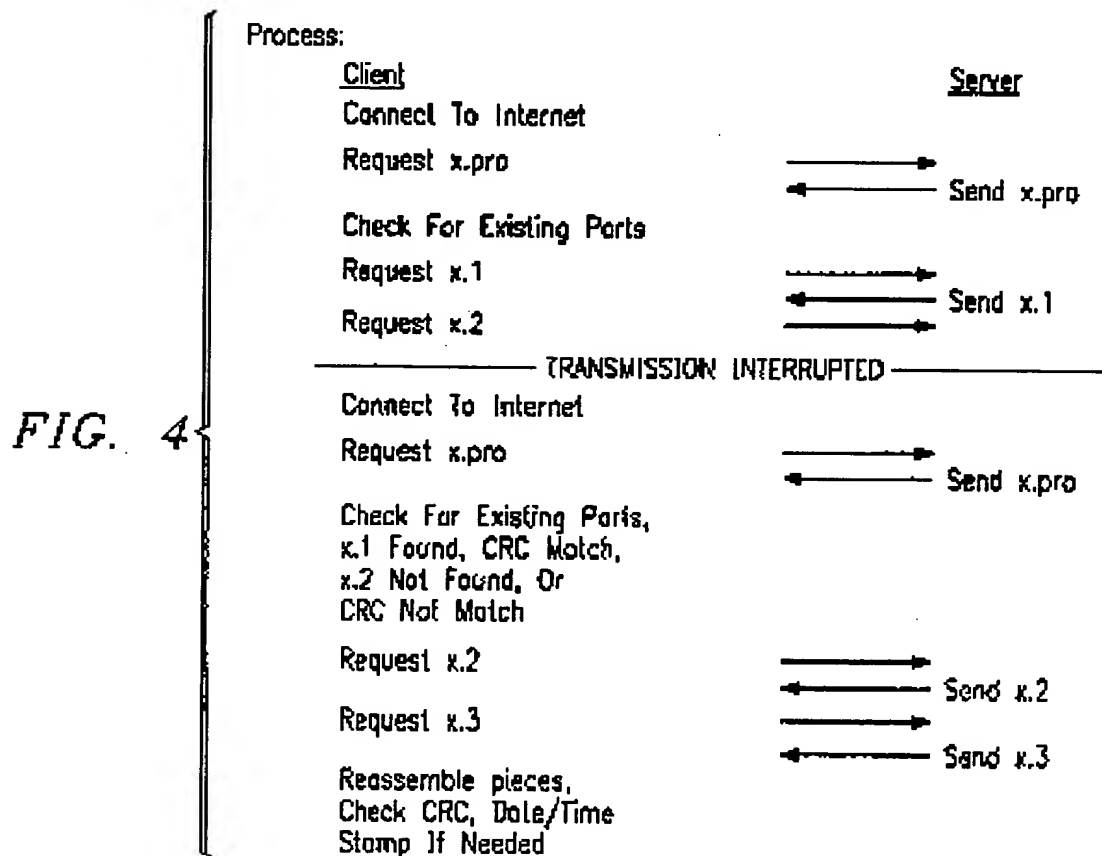 Process:
Client Server
Connect To Internet
Request x.pro
Send x.pro
Check For Existing Parts
Request x.1
Send x.1
Request x.2
TRANSMISSION INTERRUPTED
Connect To Internet
FIG. 4
Request x.pro
Send x.pro
Check For Existing Parts,
x.1 Found, CRC Match,
x.2 Not Found, Or
CRC Not Match
Request x.2
Send x.2
Request x.3
Send x.3
Reassemble pieces,
Check CRC, Date/Time
Stamp If Needed